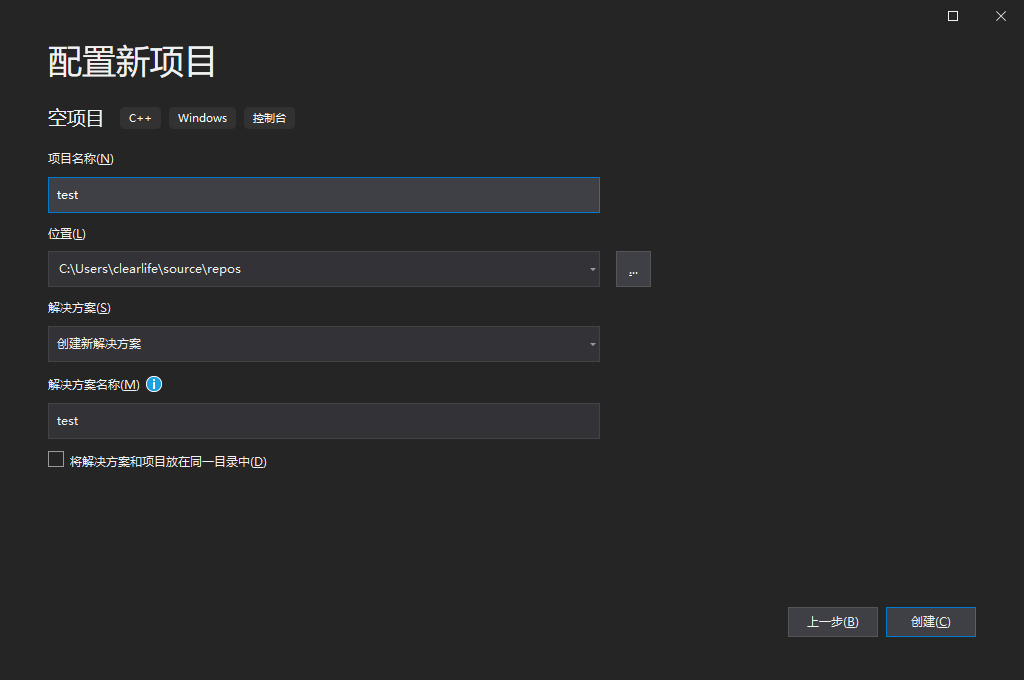 配置新项目
空项目 C++ Windows 控制台
项目名称(N)
test
位置(L)
C:\Users\clearlife\source\repos
...
解决方案(S)
创建新解决方案
解决方案名称(M)
test
将解决方案和项目放在同一目录中(D)
上一步(B) 创建(C)